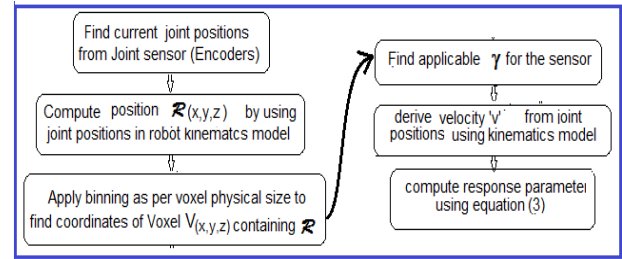 Find current joint positions
from Joint sensor (Encoders)
Compute position R(x,y,z) by using
joint positions in robot kinematcs model
Apply binning as per voxel physical size to
find coordinates of Voxel V(x,y,z) containing R
Find applicable γ for the sensor
derive velocity 'v' from joint
positions using kinematics model
compute response parameter
using equation (3)